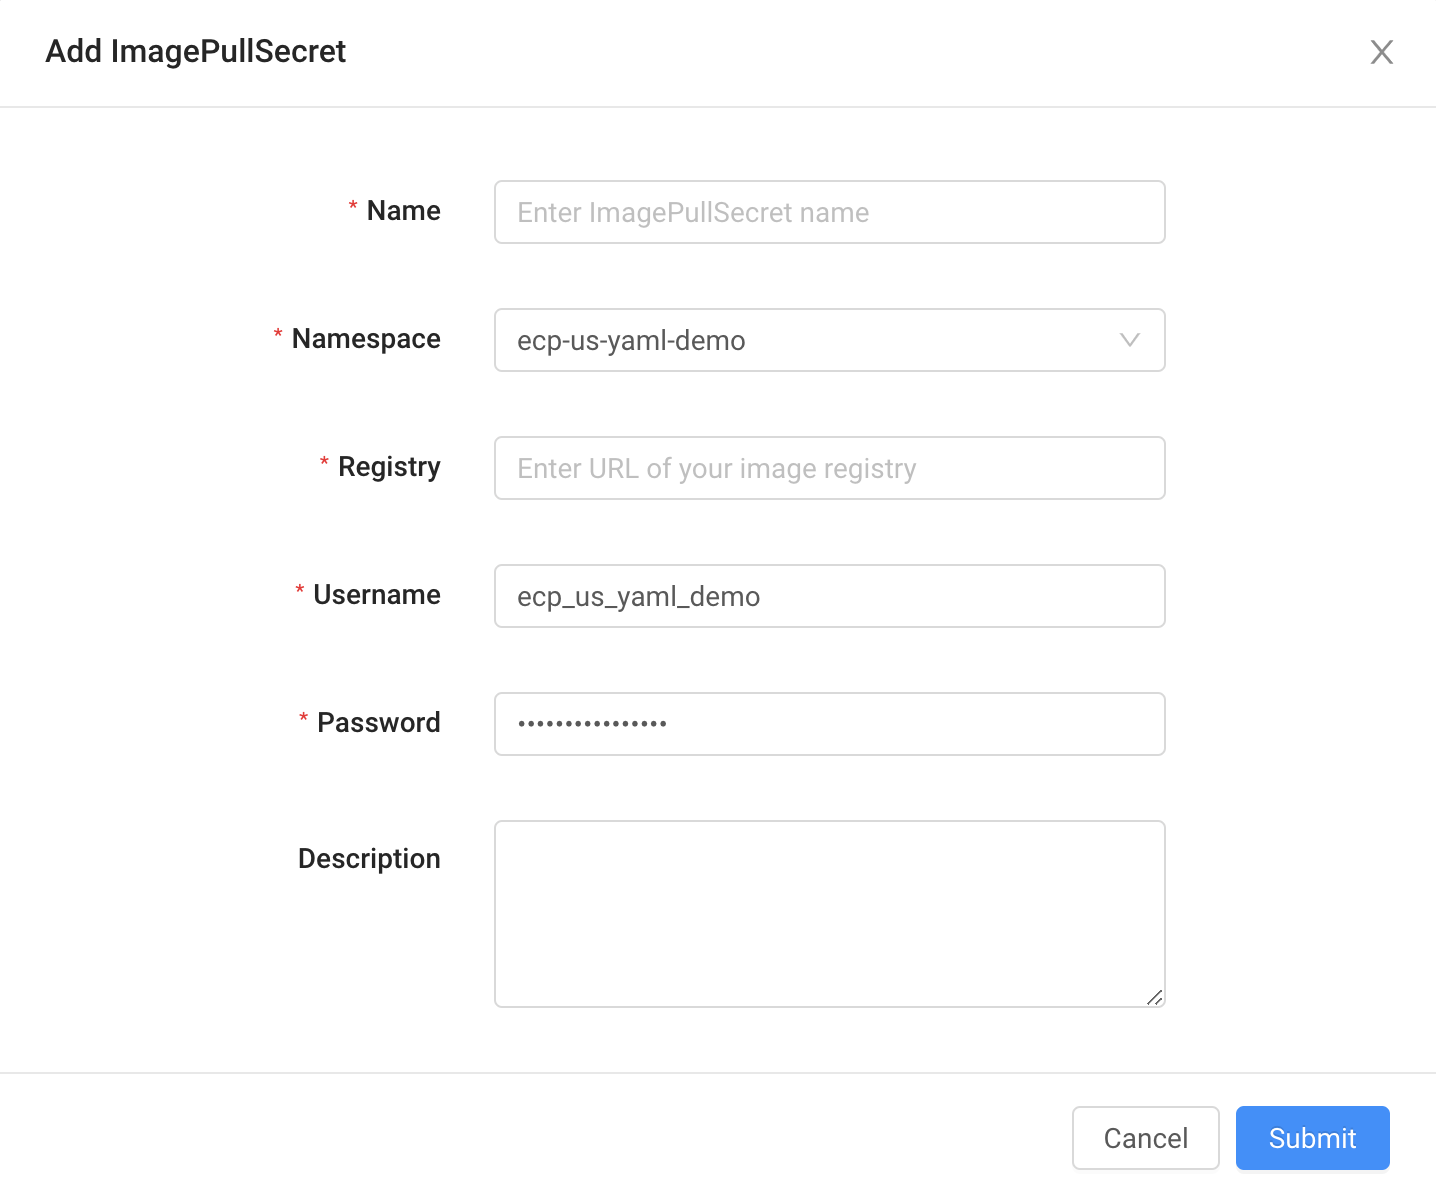 Add ImagePullSecret
* Name
Enter ImagePullSecret name
* Namespace
ecp-us-yaml-demo
* Registry
Enter URL of your image registry
* Username
ecp_us_yaml_demo
* Password
••••••••••••••••
Description
Cancel
Submit